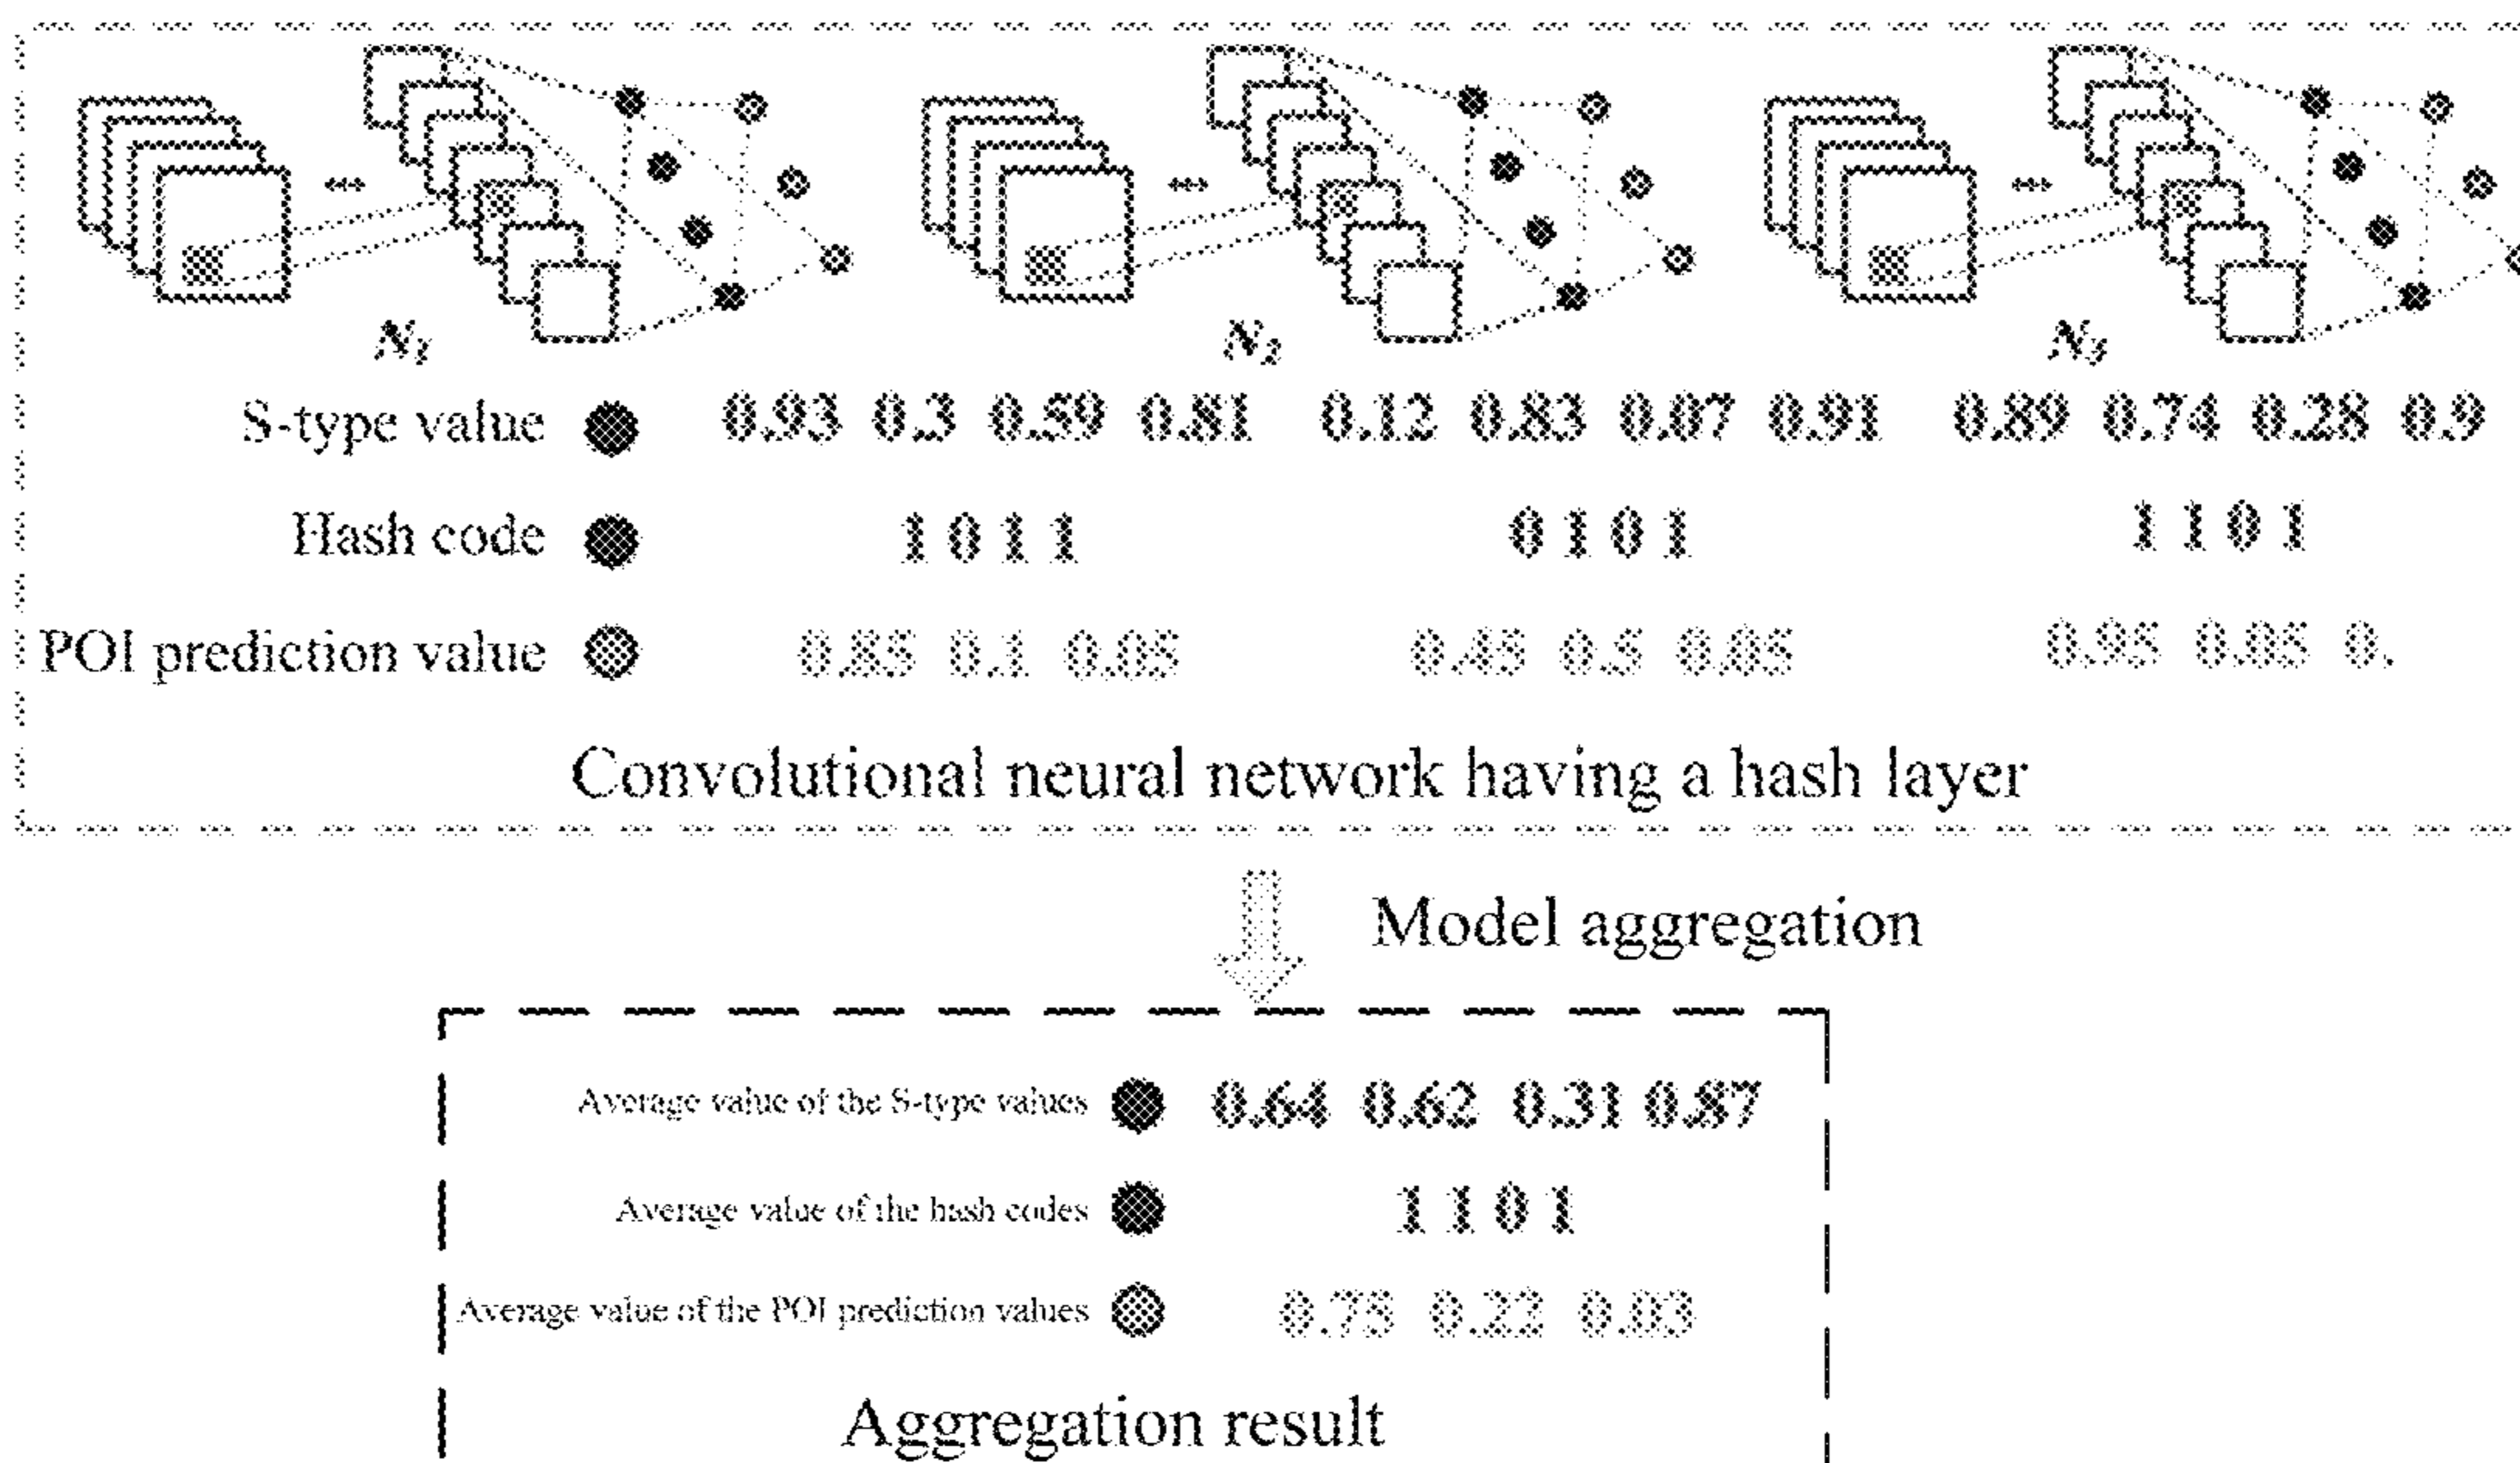 N1 N2 N3
S-type value 0.93 0.3 0.59 0.81 0.12 0.83 0.07 0.91 0.89 0.74 0.28 0.9
Hash code 1 0 1 1 0 1 0 1 1 1 0 1
POI prediction value 0.85 0.1 0.05 0.45 0.5 0.05 0.95 0.05 0.
Convolutional neural network having a hash layer
Model aggregation
Average value of the S-type values 0.64 0.62 0.31 0.87
Average value of the hash codes 1 1 0 1
Average value of the POI prediction values 0.75 0.22 0.03
Aggregation result